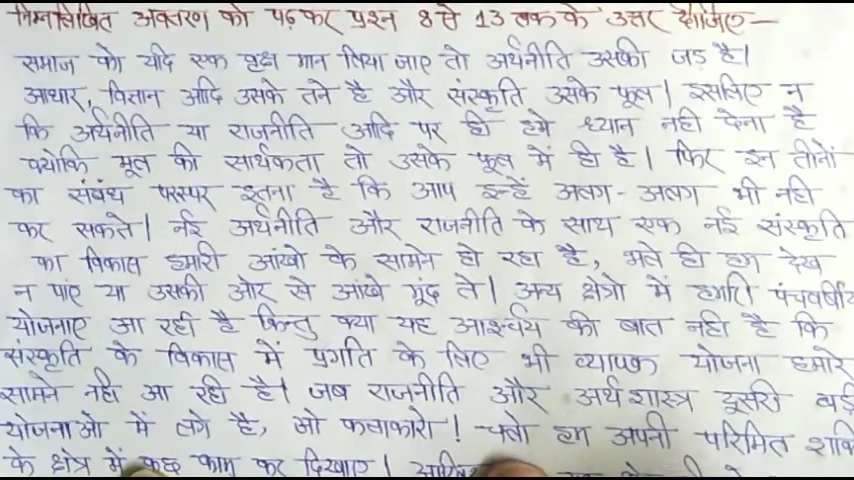 निम्नलिखित अवतरण को पढ़ कर प्रश्न 8 से 13 तक के उत्तर दीजिए –
समाज को यदि एक वृक्ष मान लिया जाए तो अर्थनीति उसकी जड़ है।
आधार, विज्ञान आदि उसके तने है और संस्कृति उसके फूल। इसलिए न
कि अर्थनीति या राजनीति आदि पर ही हमे ध्यान नही देना है
क्योकि मूल की सार्थकता तो उसके फूल में ही है। फिर इन तीनों
का संबंध परस्पर इतना है कि आप इन्हें अलग-अलग भी नही
कर सकते। नई अर्थनीति और राजनीति के साथ एक नई संस्कृति
का विकास हमारी आंखो के सामने हो रहा है, भले ही हम देख
न पाएं या उसकी ओर से आंखे मूंद ले। अन्य क्षेत्रो में पंचवर्षीय
योजनाए आ रही है किन्तु क्या यह आश्चर्य की बात नही है कि
संस्कृति के विकास में प्रगति के लिए भी व्यापक योजना हमारे
सामने नही आ रही है। जब राजनीति और अर्थशास्त्र दूसरी बड़ी
योजनाओ में लगे है, तो कलाकारो! चलो हम अपनी परिमित शक्ति
के क्षेत्र में कुछ काम कर दिखाए।